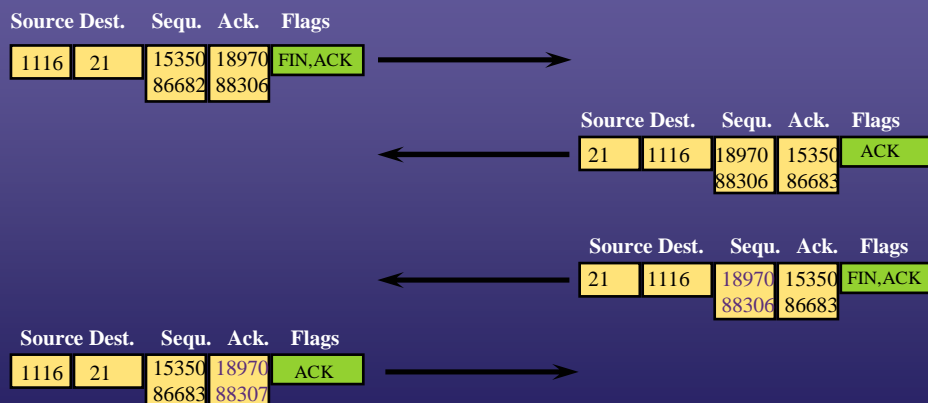 Source Dest. Sequ. Ack. Flags
1116 21 15350 18970 FIN,ACK
86682 88306
Source Dest. Sequ. Ack. Flags
21 1116 18970 15350 ACK
88306 86683
Source Dest. Sequ. Ack. Flags
21 1116 18970 15350 FIN,ACK
88306 86683
Source Dest. Sequ. Ack. Flags
1116 21 15350 18970 ACK
86683 88307